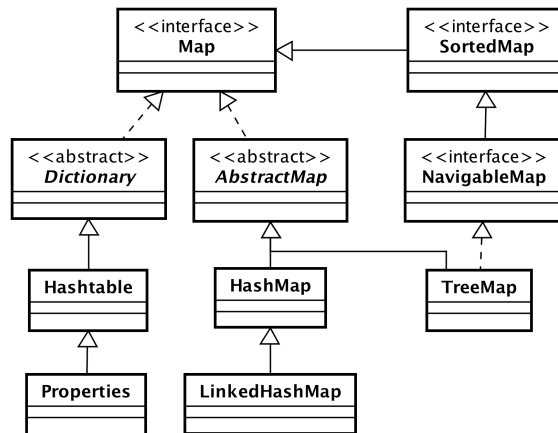 <<interface>>
Map
<<interface>>
SortedMap
<<abstract>>
Dictionary
<<abstract>>
AbstractMap
<<interface>>
NavigableMap
Hashtable
HashMap
TreeMap
Properties
LinkedHashMap